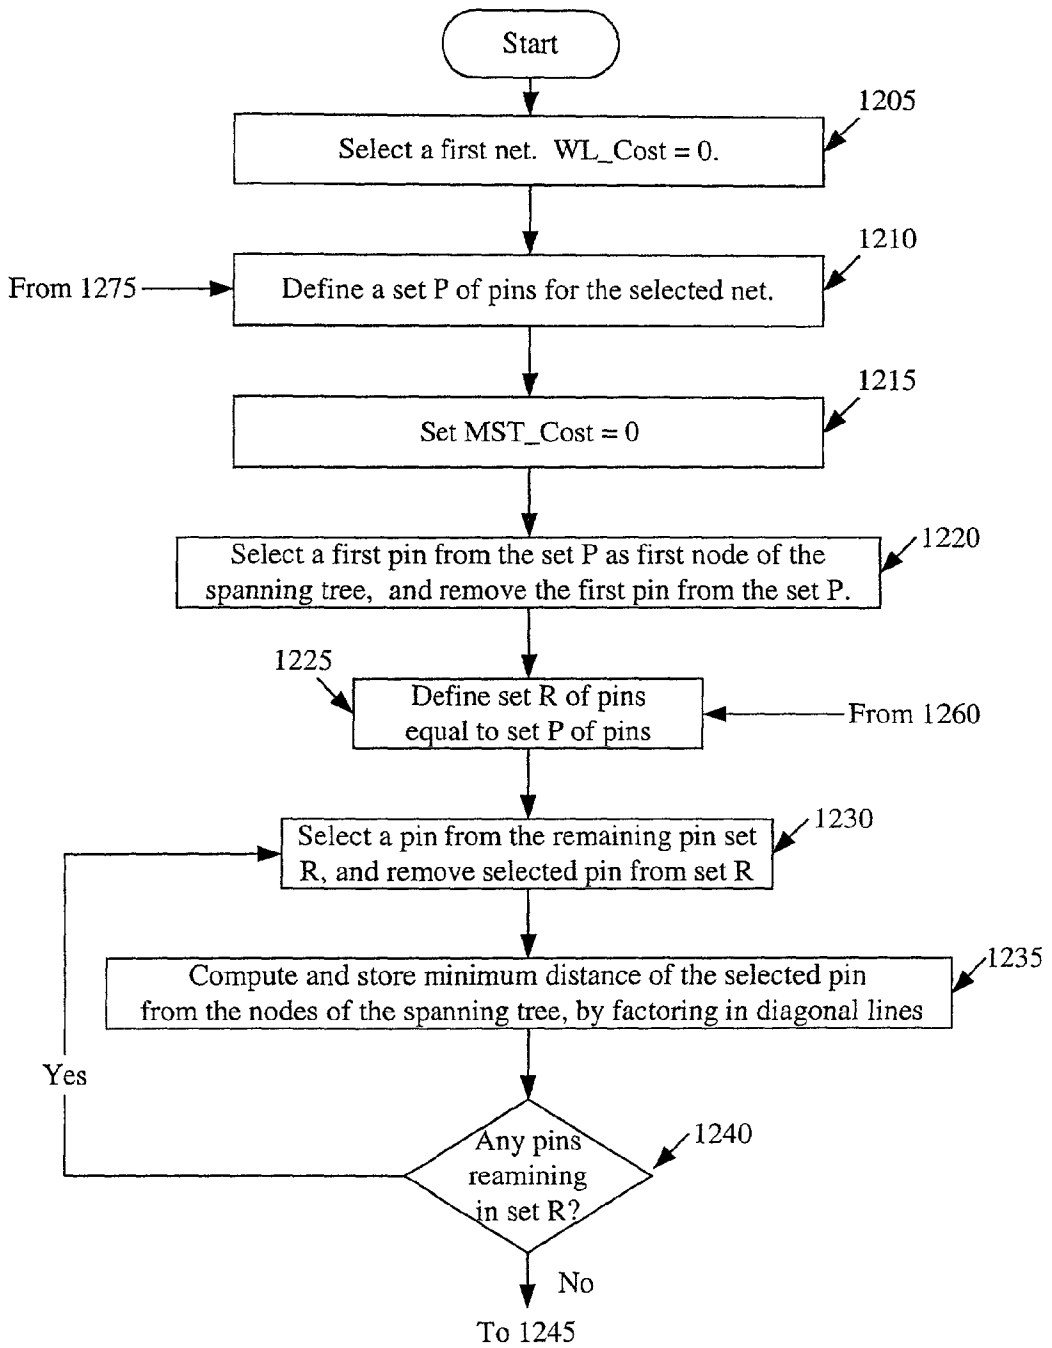 Start
1205
Select a first net.  WL_Cost = 0.
1210
From 1275
Define a set P of pins for the selected net.
1215
Set MST_Cost = 0
1220
Select a first pin from the set P as first node of the
spanning tree,  and remove the first pin from the set P.
1225
Define set R of pins
equal to set P of pins
From 1260
1230
Select a pin from the remaining pin set
R, and remove selected pin from set R
1235
Compute and store minimum distance of the selected pin
from the nodes of the spanning tree, by factoring in diagonal lines
Yes
1240
Any pins
reamining
in set R?
No
To 1245